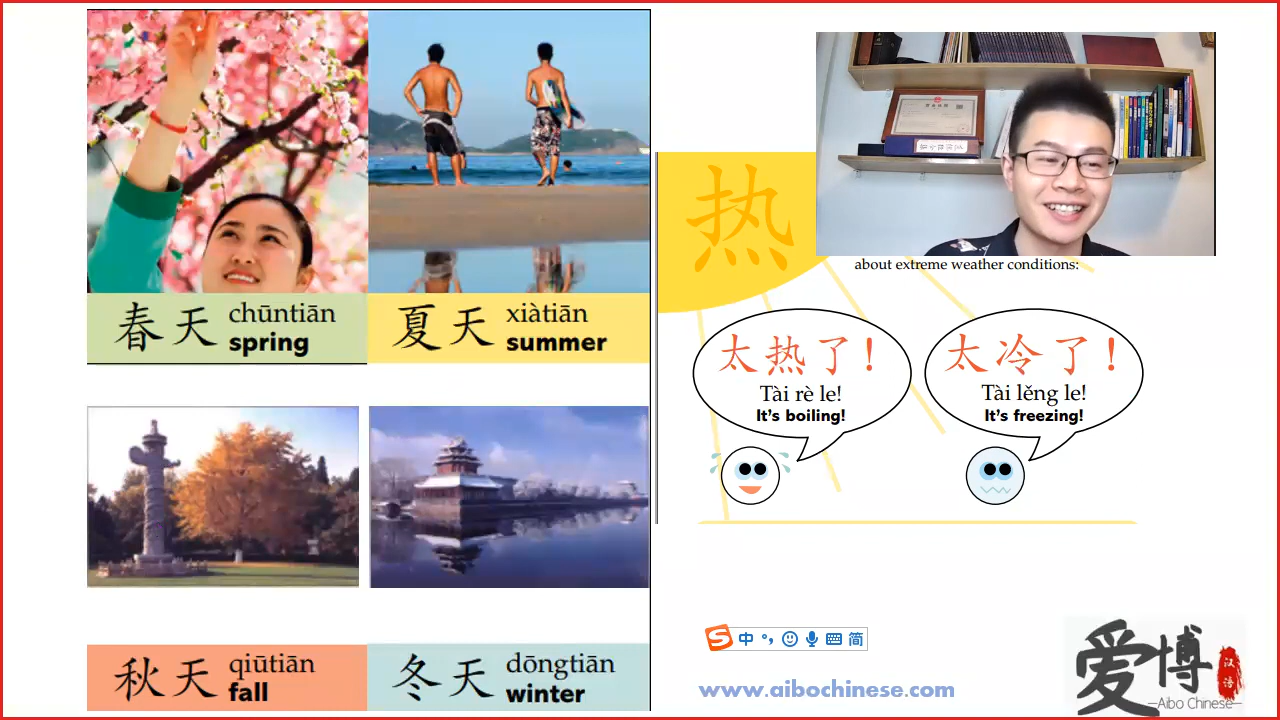 春天
chūntiān
spring
夏天
xiàtiān
summer
秋天
qiūtiān
fall
冬天
dōngtiān
winter
热
about extreme weather conditions:
太热了！
Tài rè le!
It's boiling!
太冷了！
Tài lěng le!
It's freezing!
S中简
www.aibochinese.com
爱博
汉语
Aibo Chinese